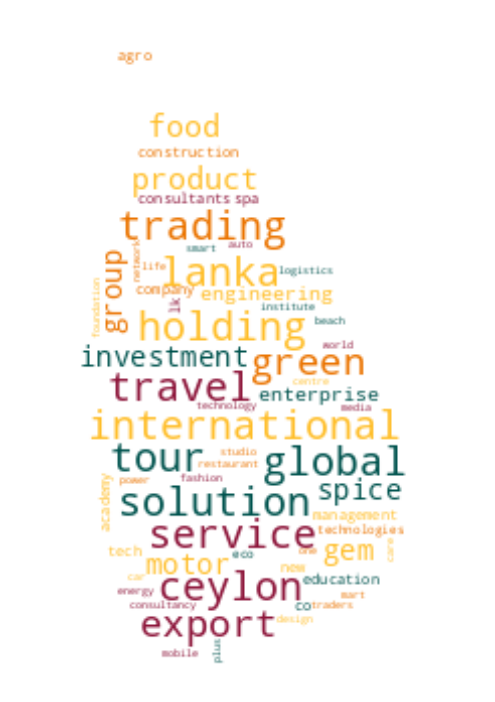 agro
food
construction
product
consultants spa
trading
smart auto
network
life
lanka
logistics
group
foundation
company
engineering
lk
institute
holding
beach
world
investment
green
centre
travel
enterprise
technology
media
international
tour
studio
global
restaurant
power
fashion
spice
academy
solution
management
service
technologies
tech
eco
one
gem
care
motor
new
car
education
energy
ceylon
mart
consultancy
co
traders
export
design
mobile
plus